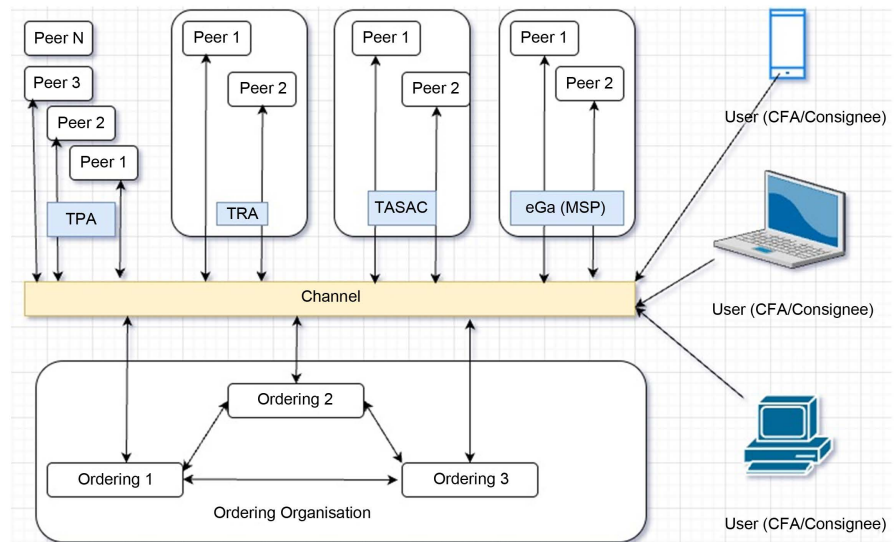 Peer N
Peer 1
Peer 1
Peer 1
Peer 3
Peer 2
Peer 2
Peer 2
Peer 2
Peer 1
User (CFA/Consignee)
TPA
TRA
TASAC
eGa (MSP)
Channel
User (CFA/Consignee)
Ordering 2
Ordering 1
Ordering 3
Ordering Organisation
User (CFA/Consignee)